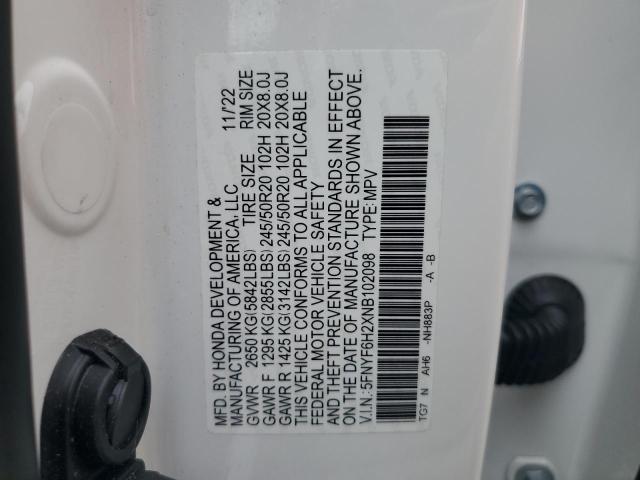 MFD. BY HONDA DEVELOPMENT &
MANUFACTURING OF AMERICA, LLC 11/'22
GVWR 2650 KG(5842LBS) TIRE SIZE RIM SIZE
GAWR F 1295 KG(2855LBS) 245/50R20 102H 20X8.0J
GAWR R 1425 KG(3142LBS) 245/50R20 102H 20X8.0J
THIS VEHICLE CONFORMS TO ALL APPLICABLE
FEDERAL MOTOR VEHICLE SAFETY
AND THEFT PREVENTION STANDARDS IN EFFECT
ON THE DATE OF MANUFACTURE SHOWN ABOVE.
V.I.N.:5FNYF6H2XNB102098 TYPE:MPV
TG7 N AH6 -NH883P -A -B